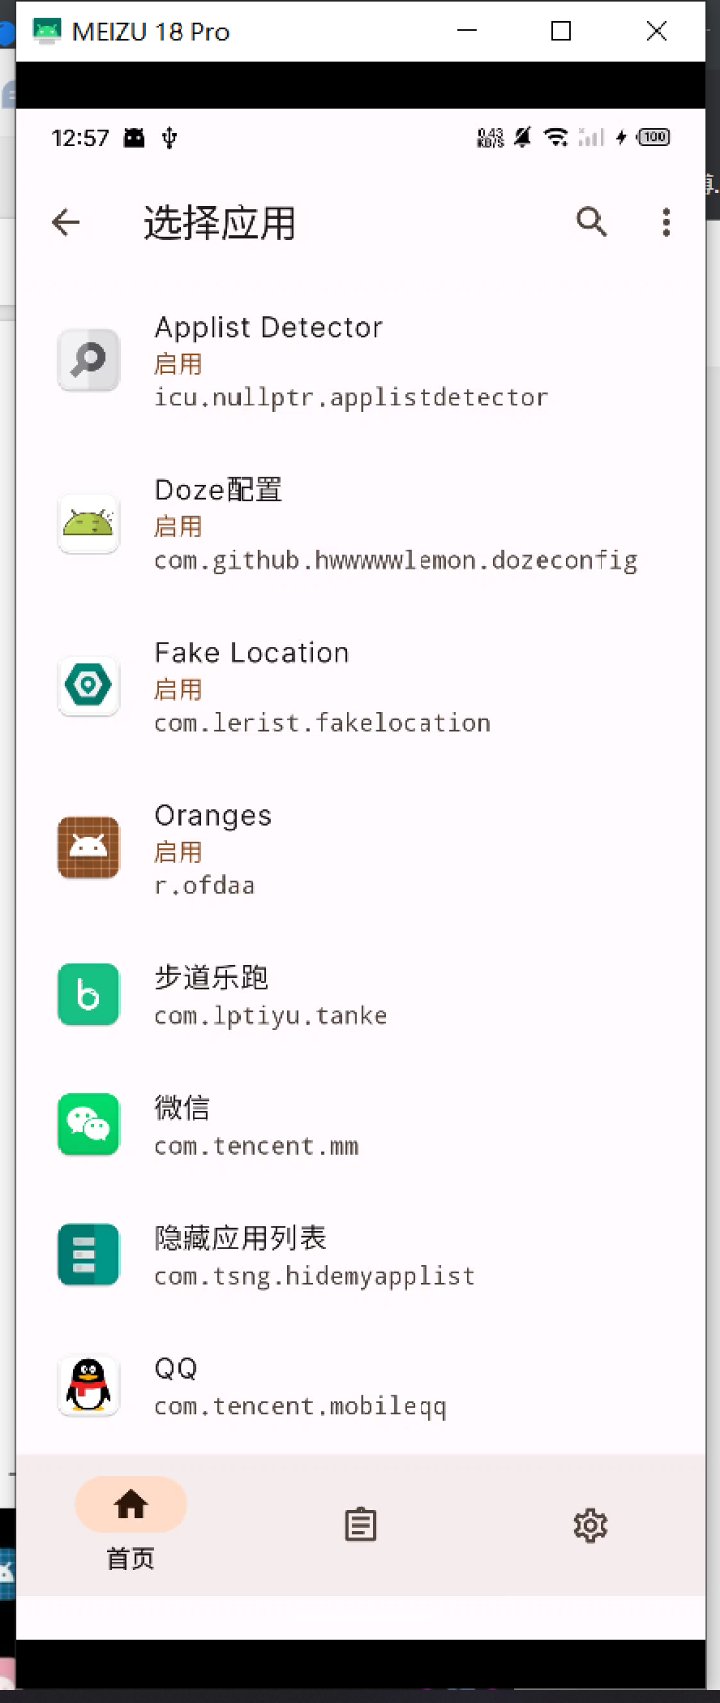 MEIZU 18 Pro
12:57
0.43
KB/S
100
选择应用
Applist Detector
启用
icu.nullptr.applistdetector
Doze配置
启用
com.github.hwwwwwlemon.dozeconfig
Fake Location
启用
com.lerist.fakelocation
Oranges
启用
r.ofdaa
步道乐跑
com.lptiyu.tanke
微信
com.tencent.mm
隐藏应用列表
com.tsng.hidemyapplist
QQ
com.tencent.mobileqq
首页